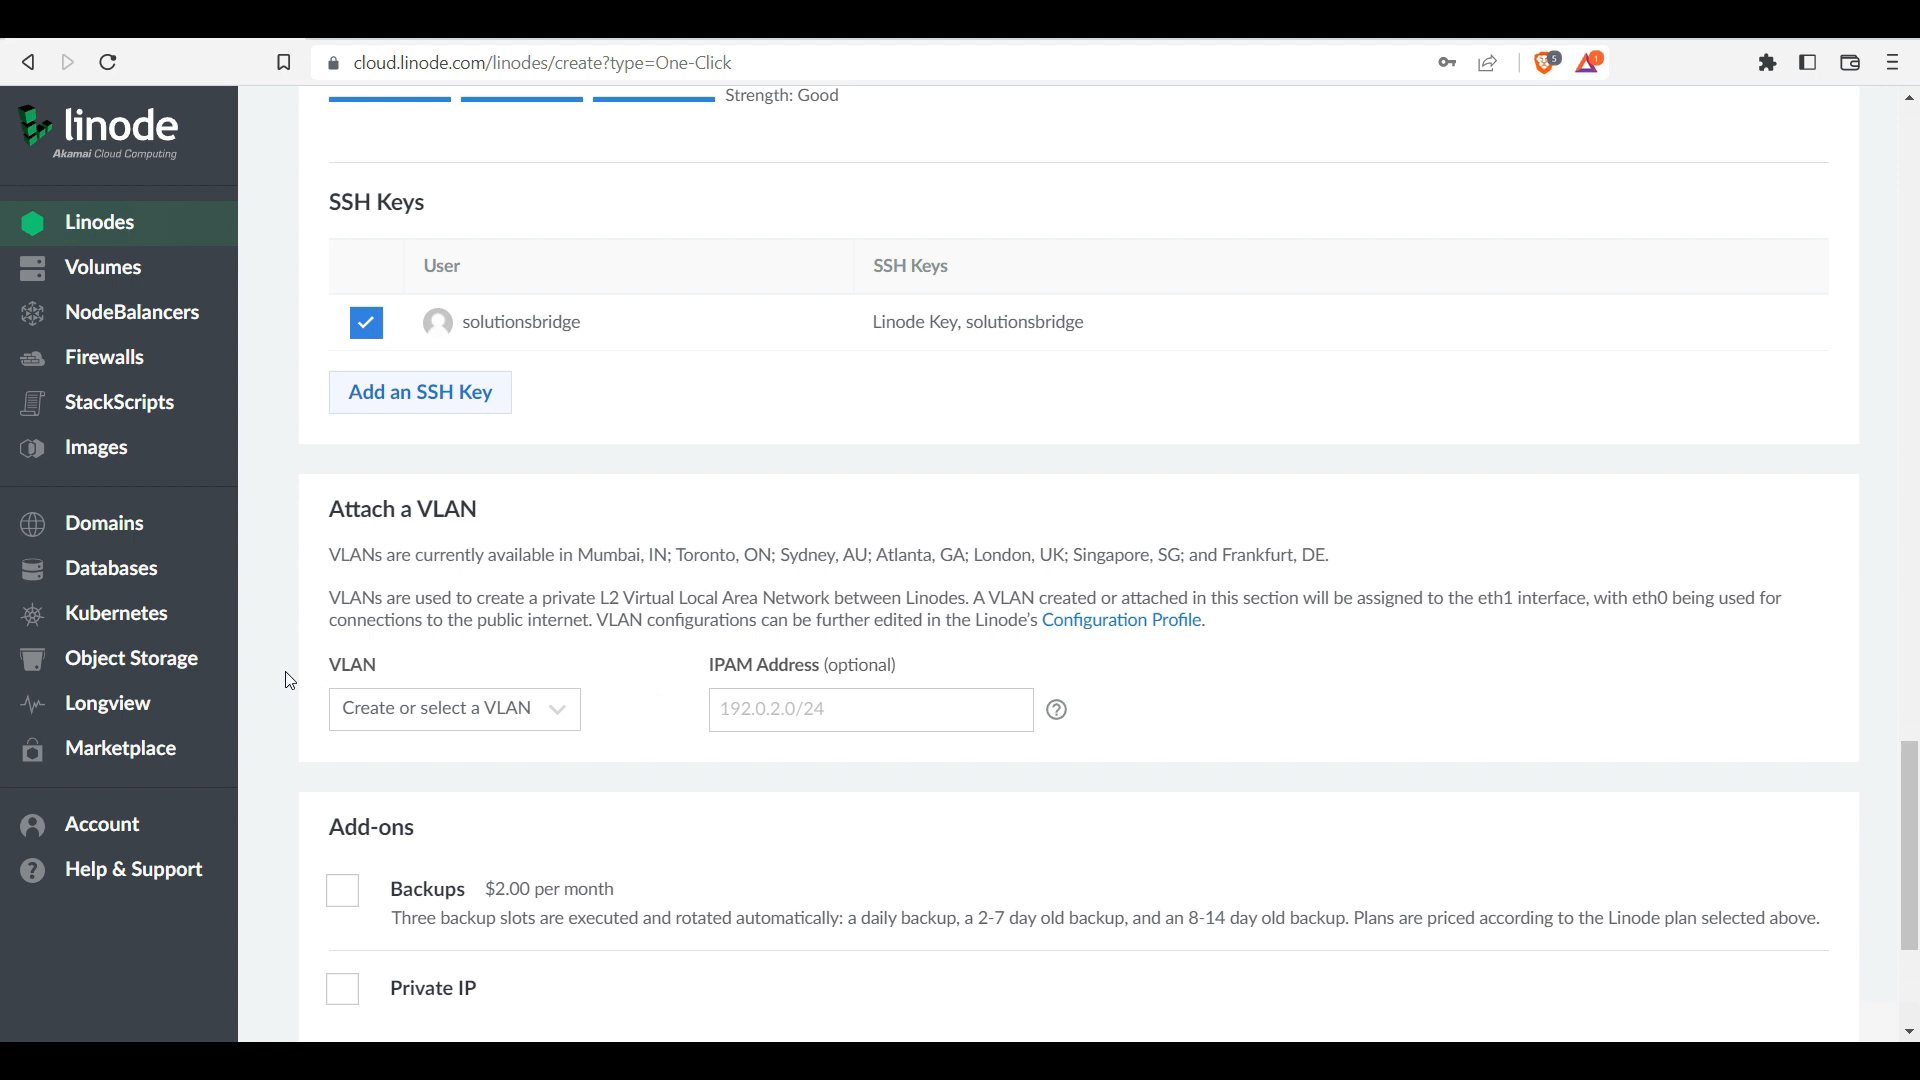 cloud.linode.com/linodes/create?type=One-Click
5
1
linode
Akamai Cloud Computing
Linodes
Volumes
NodeBalancers
Firewalls
StackScripts
Images
Domains
Databases
Kubernetes
Object Storage
Longview
Marketplace
Account
Help & Support
Strength: Good
SSH Keys
User SSH Keys
solutionsbridge Linode Key, solutionsbridge
Add an SSH Key
Attach a VLAN
VLANs are currently available in Mumbai, IN; Toronto, ON; Sydney, AU; Atlanta, GA; London, UK; Singapore, SG; and Frankfurt, DE.
VLANs are used to create a private L2 Virtual Local Area Network between Linodes. A VLAN created or attached in this section will be assigned to the eth1 interface, with eth0 being used for
connections to the public internet. VLAN configurations can be further edited in the Linode's Configuration Profile.
VLAN IPAM Address (optional)
Create or select a VLAN 192.0.2.0/24
Add-ons
Backups $2.00 per month
Three backup slots are executed and rotated automatically: a daily backup, a 2-7 day old backup, and an 8-14 day old backup. Plans are priced according to the Linode plan selected above.
Private IP